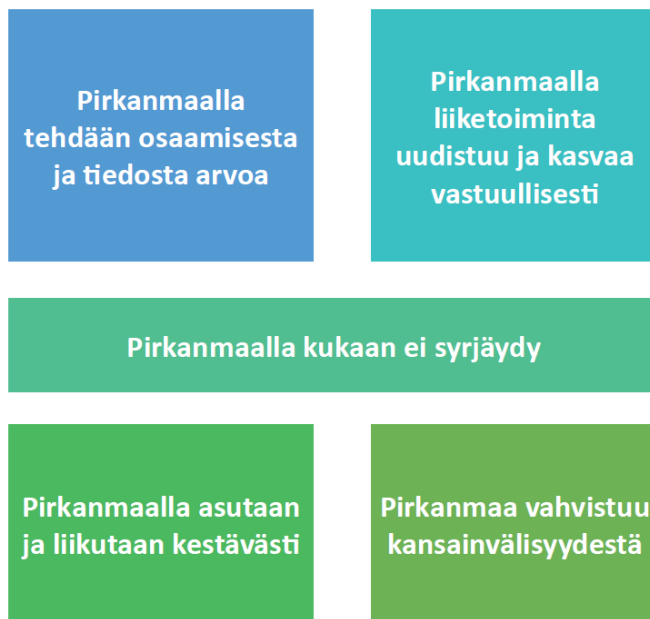 Pirkanmaalla
tehdään osaamisesta
ja tiedosta arvoa
Pirkanmaalla
liiketoiminta
uudistuu ja kasvaa
vastuullisesti
Pirkanmaalla kukaan ei syrjäydy
Pirkanmaalla asutaan
ja liikutaan kestävästi
Pirkanmaa vahvistuu
kansainvälisyydestä